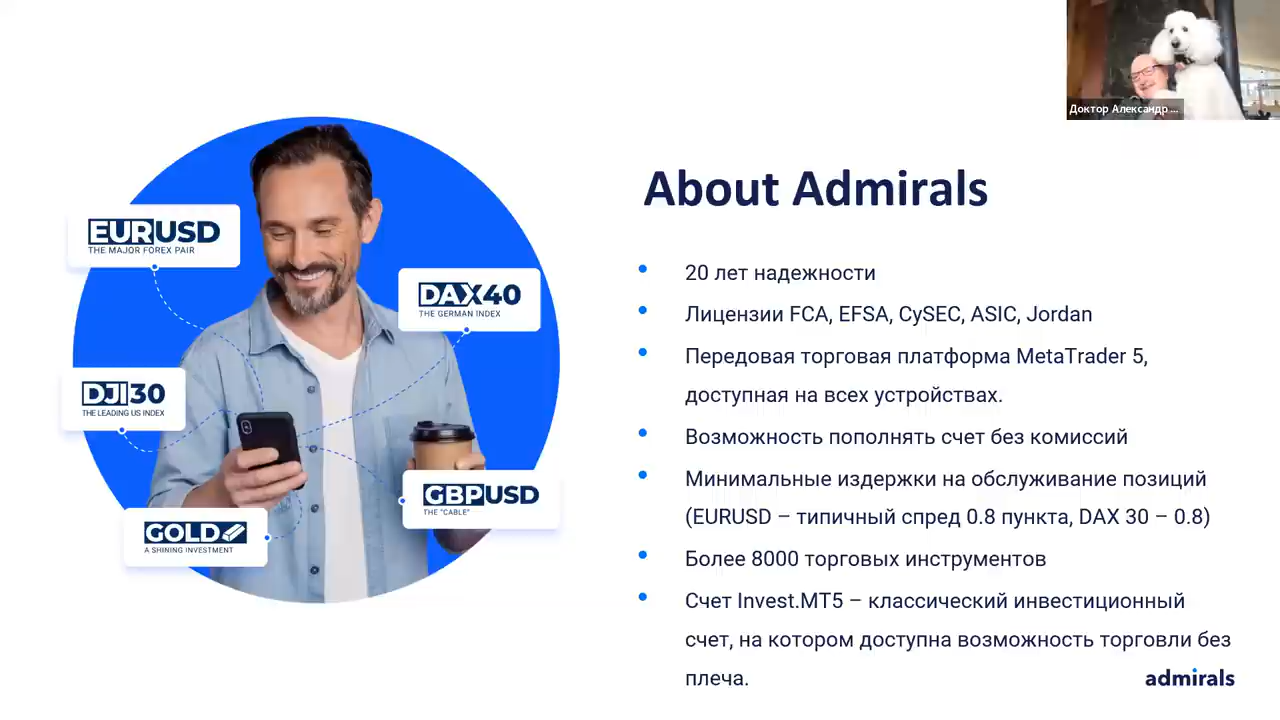 Доктор Александр ...
About Admirals
EURUSD
THE MAJOR FOREX PAIR
DAX40
THE GERMAN INDEX
DJI30
THE LEADING US INDEX
GBPUSD
THE "CABLE"
GOLD
A SHINING INVESTMENT
20 лет надежности
Лицензии FCA, EFSA, CySEC, ASIC, Jordan
Передовая торговая платформа MetaTrader 5,
доступная на всех устройствах.
Возможность пополнять счет без комиссий
Минимальные издержки на обслуживание позиций
(EURUSD – типичный спред 0.8 пункта, DAX 30 – 0.8)
Более 8000 торговых инструментов
Счет Invest.MT5 – классический инвестиционный
счет, на котором доступна возможность торговли без
плеча.
admirals